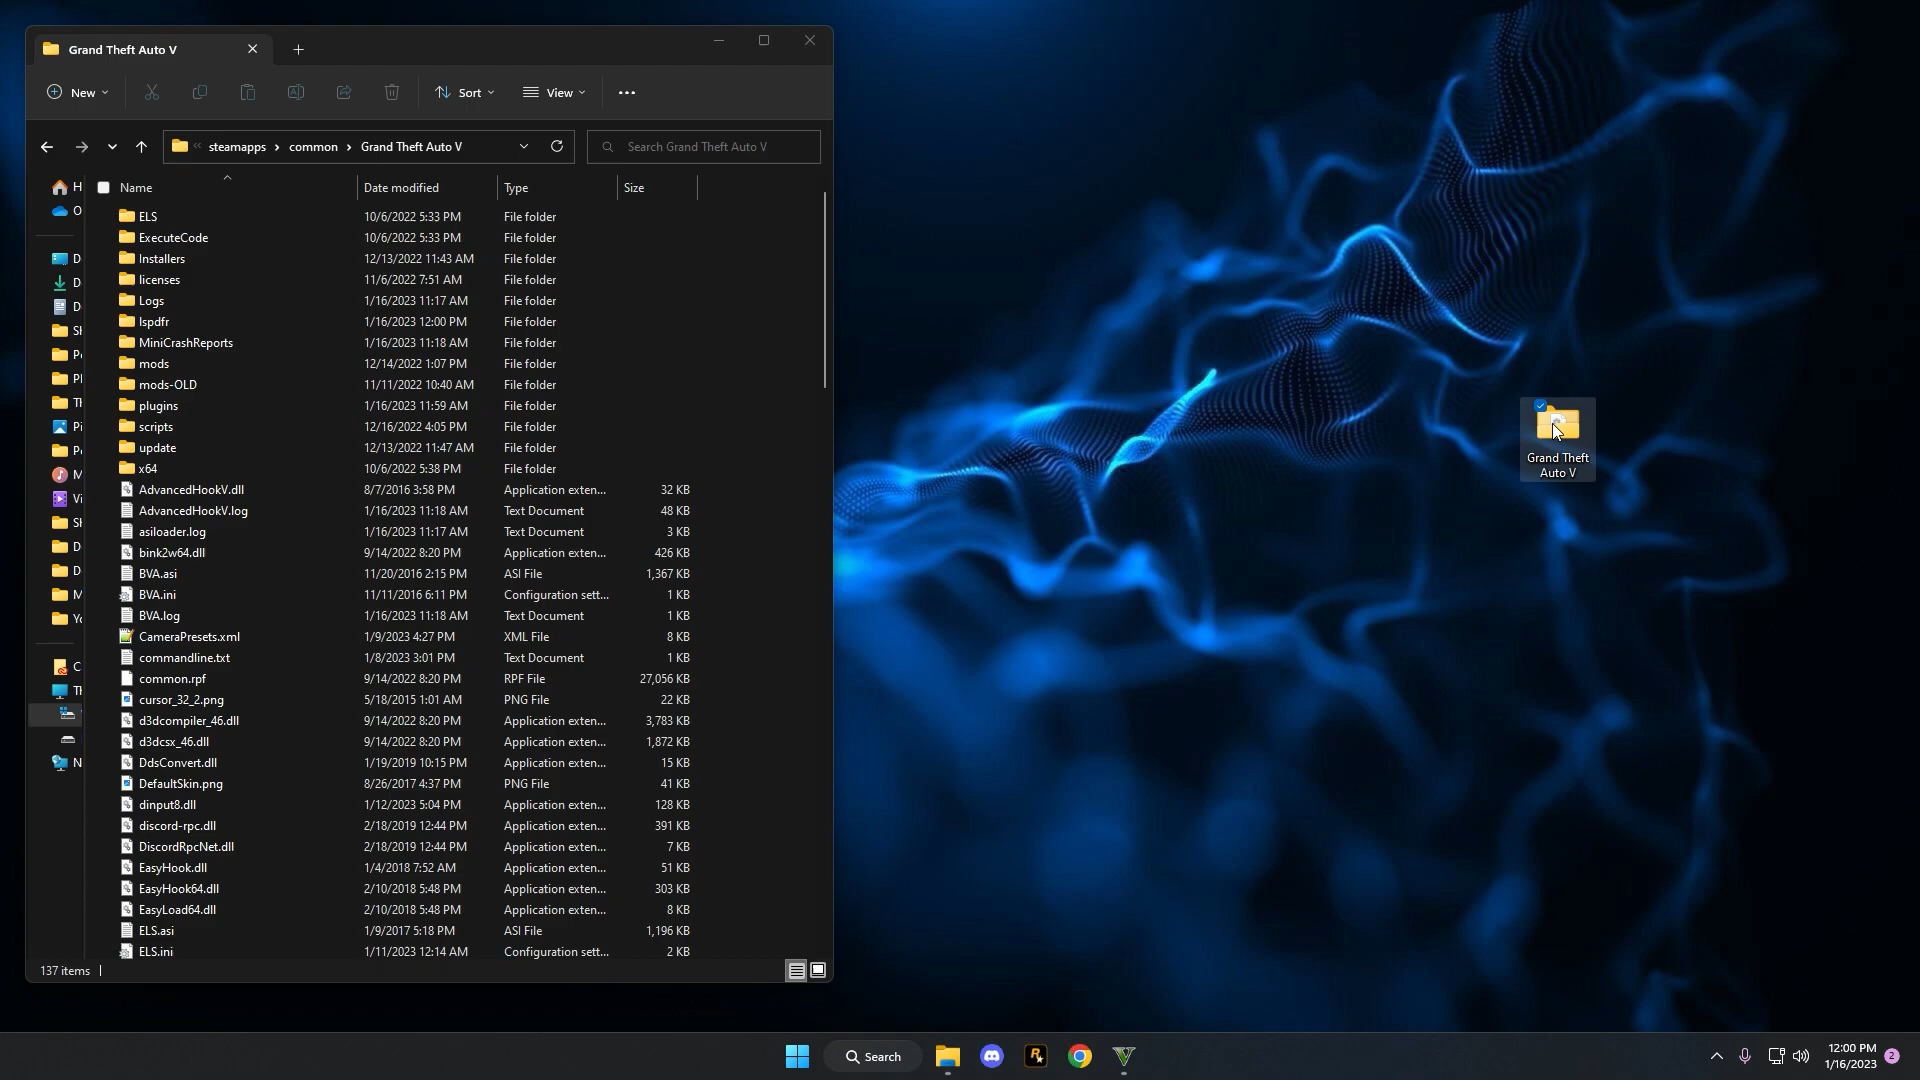 Grand Theft Auto V
New
Sort
View
steamapps > common > Grand Theft Auto V
Search Grand Theft Auto V
Name Date modified Type Size
ELS 10/6/2022 5:33 PM File folder
ExecuteCode 10/6/2022 5:33 PM File folder
Installers 12/13/2022 11:43 AM File folder
licenses 11/6/2022 7:51 AM File folder
Logs 1/16/2023 11:17 AM File folder
lspdfr 1/16/2023 12:00 PM File folder
MiniCrashReports 1/16/2023 11:18 AM File folder
mods 12/14/2022 1:07 PM File folder
mods-OLD 11/11/2022 10:40 AM File folder
plugins 1/16/2023 11:59 AM File folder
scripts 12/16/2022 4:05 PM File folder
update 12/13/2022 11:47 AM File folder
x64 10/6/2022 5:38 PM File folder
AdvancedHookV.dll 8/7/2016 3:58 PM Application exten... 32 KB
AdvancedHookV.log 1/16/2023 11:18 AM Text Document 48 KB
asiloader.log 1/16/2023 11:17 AM Text Document 3 KB
bink2w64.dll 9/14/2022 8:20 PM Application exten... 426 KB
BVA.asi 11/20/2016 2:15 PM ASI File 1,367 KB
BVA.ini 11/11/2016 6:11 PM Configuration sett... 1 KB
BVA.log 1/16/2023 11:18 AM Text Document 1 KB
CameraPresets.xml 1/9/2023 4:27 PM XML File 8 KB
commandline.txt 1/8/2023 3:01 PM Text Document 1 KB
common.rpf 9/14/2022 8:20 PM RPF File 27,056 KB
cursor_32_2.png 5/18/2015 1:01 AM PNG File 22 KB
d3dcompiler_46.dll 9/14/2022 8:20 PM Application exten... 3,783 KB
d3dcsx_46.dll 9/14/2022 8:20 PM Application exten... 1,872 KB
DdsConvert.dll 1/19/2019 10:15 PM Application exten... 15 KB
DefaultSkin.png 8/26/2017 4:37 PM PNG File 41 KB
dinput8.dll 1/12/2023 5:04 PM Application exten... 128 KB
discord-rpc.dll 2/18/2019 12:44 PM Application exten... 391 KB
DiscordRpcNet.dll 2/18/2019 12:44 PM Application exten... 7 KB
EasyHook.dll 1/4/2018 7:52 AM Application exten... 51 KB
EasyHook64.dll 2/10/2018 5:48 PM Application exten... 303 KB
EasyLoad64.dll 2/10/2018 5:48 PM Application exten... 8 KB
ELS.asi 1/9/2017 5:18 PM ASI File 1,196 KB
ELS.ini 1/11/2023 12:14 AM Configuration sett... 2 KB
137 items
Grand Theft
Auto V
Search
12:00 PM
1/16/2023
2